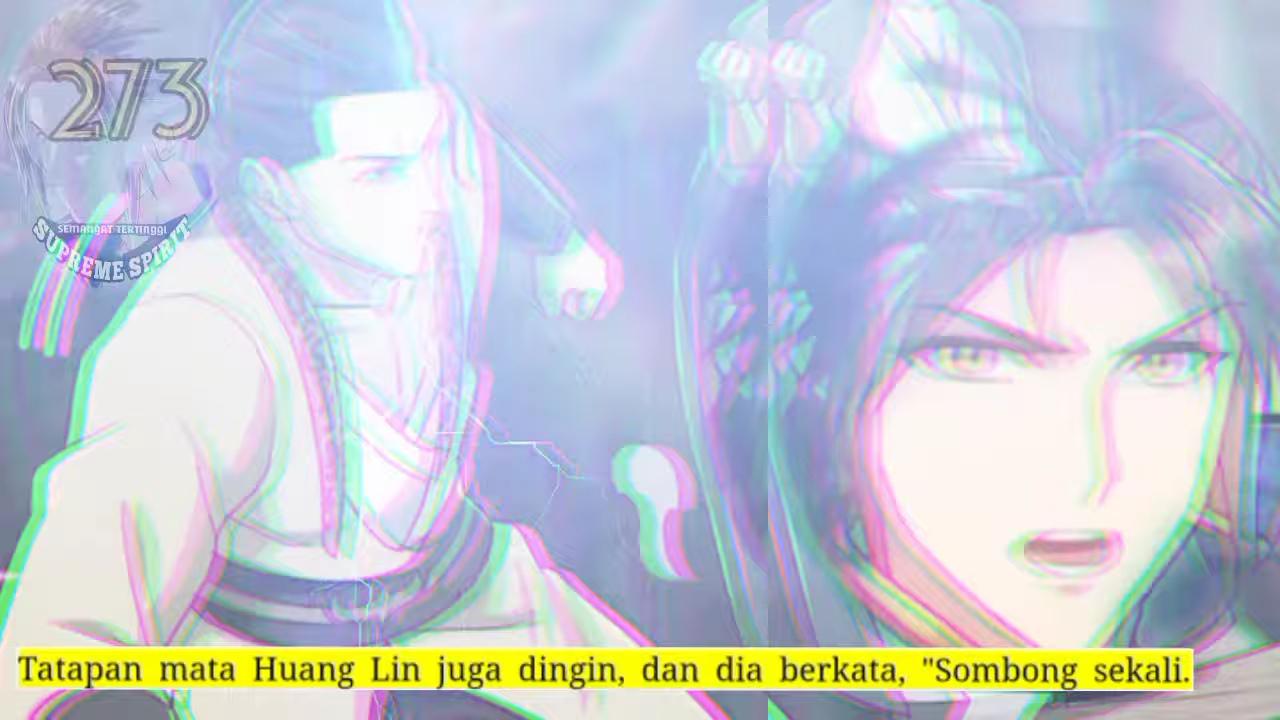 273
SEMANGAT TERTINGGI
SUPREME SPIRIT
Tatapan mata Huang Lin juga dingin, dan dia berkata, "Sombong sekali.